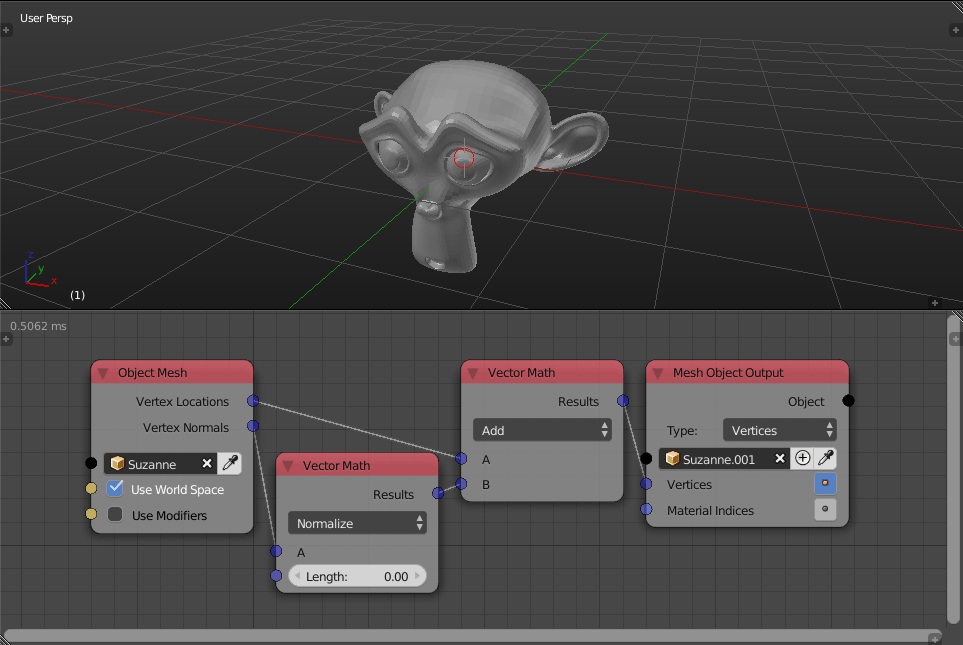 User Persp
z
y
x
(1)
0.5062 ms
Object Mesh
Vertex Locations
Vertex Normals
Suzanne
Use World Space
Use Modifiers
Vector Math
Results
Normalize
A
Length: 0.00
Vector Math
Results
Add
A
B
Mesh Object Output
Object
Type: Vertices
Suzanne.001
Vertices
Material Indices